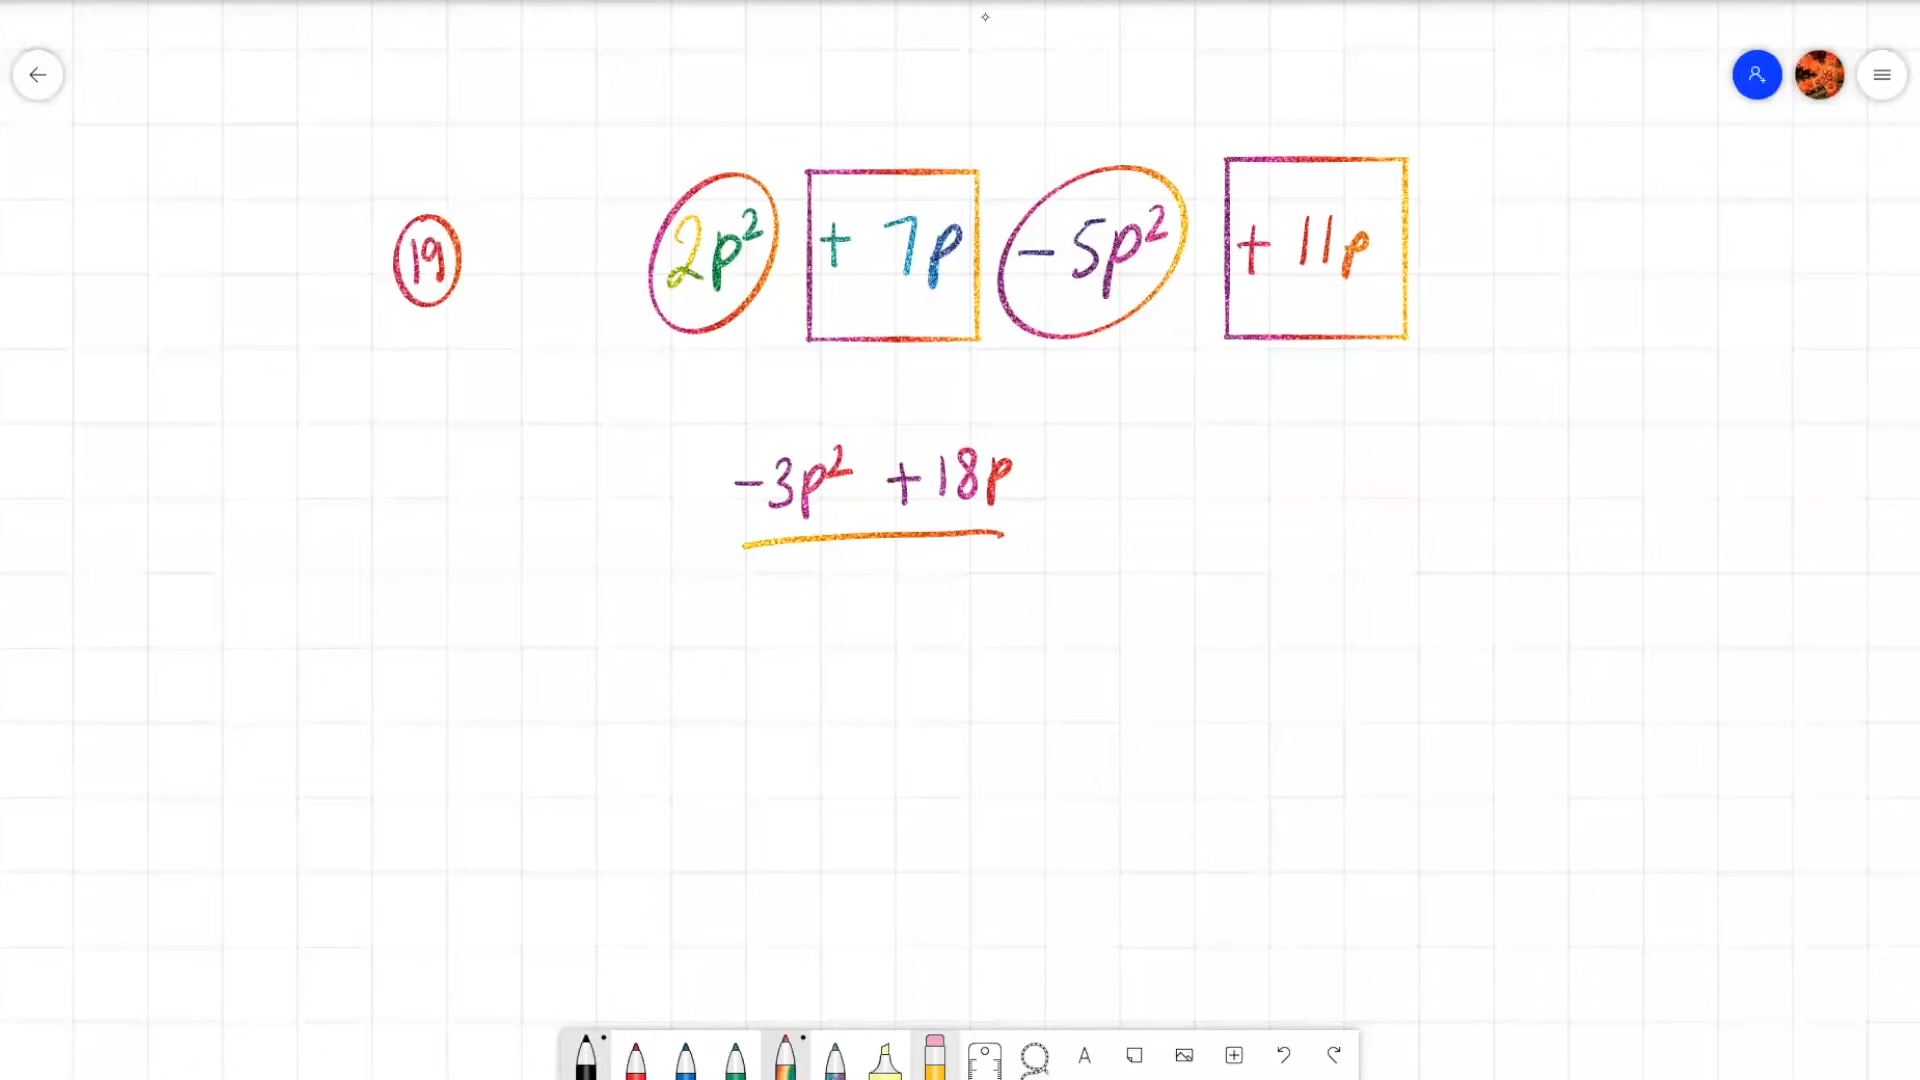 19 2p² + 7p - 5p² + 11p
-3p² + 18p